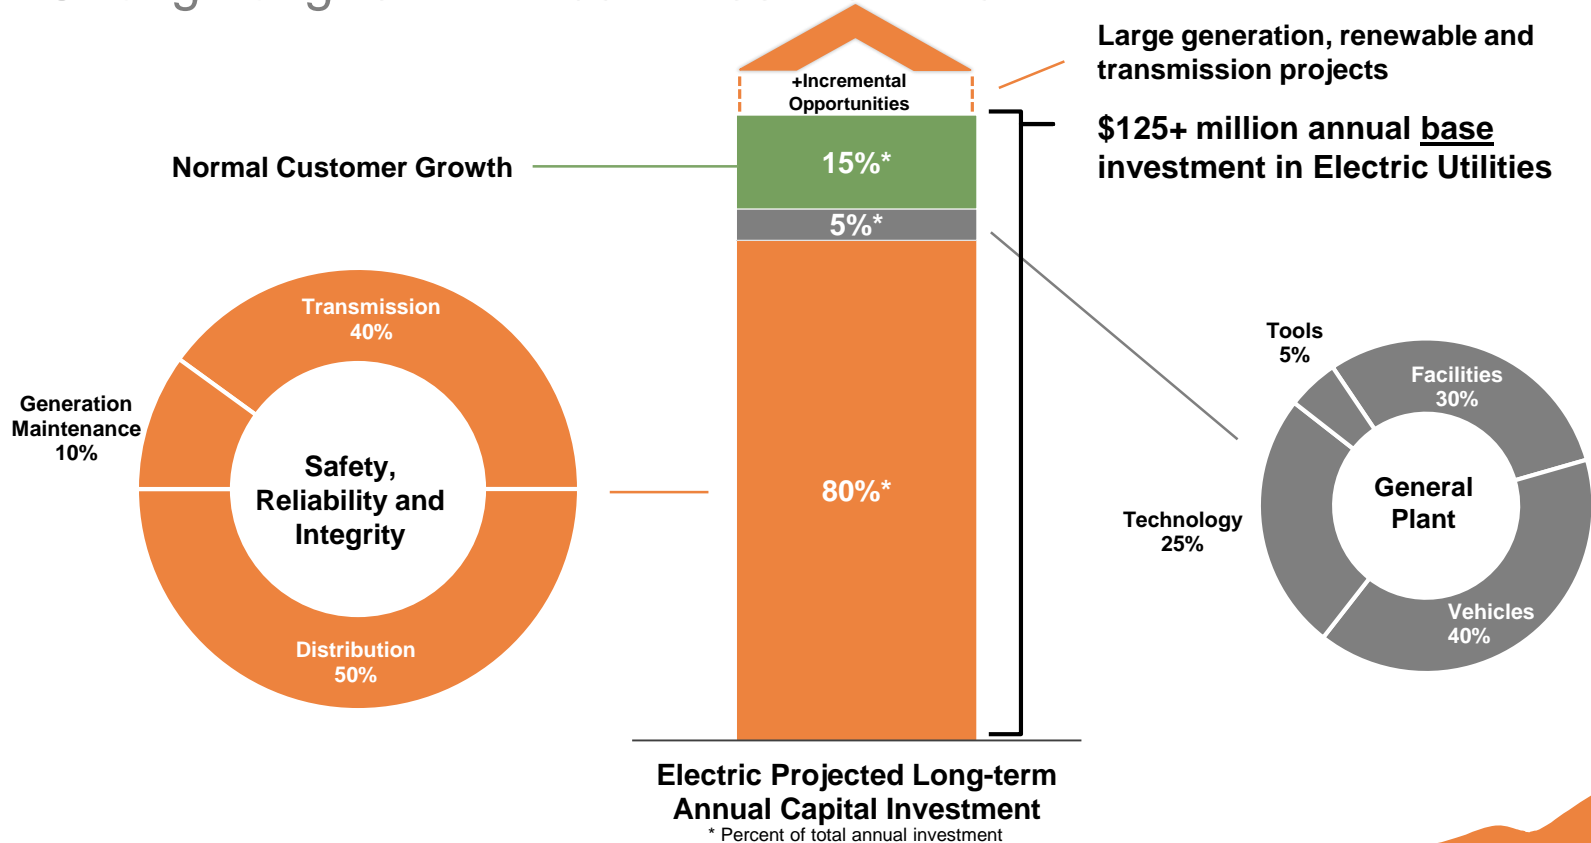 Large generation, renewable and
transmission projects
+Incremental
Opportunities
$125+ million annual base
investment in Electric Utilities
Normal Customer Growth
15%*
5%*
80%*
Transmission
40%
Generation
Maintenance
10%
Safety,
Reliability and
Integrity
Distribution
50%
Tools
5%
Facilities
30%
Technology
25%
General
Plant
Vehicles
40%
Electric Projected Long-term
Annual Capital Investment
* Percent of total annual investment